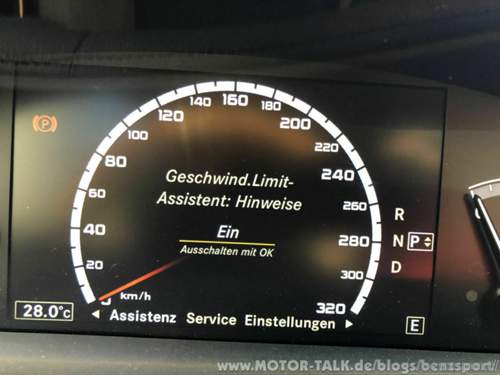 160
140
180
120
200
100
220
80
240
60
260
40
280
20
300
320
km/h
Geschwind.Limit-
Assistent: Hinweise
Ein
Ausschalten mit OK
P
R
N P
D
28.0°C
◀ Assistenz Service Einstellungen ▶
E
www.MOTOR-TALK.de/blogs/benzsport//